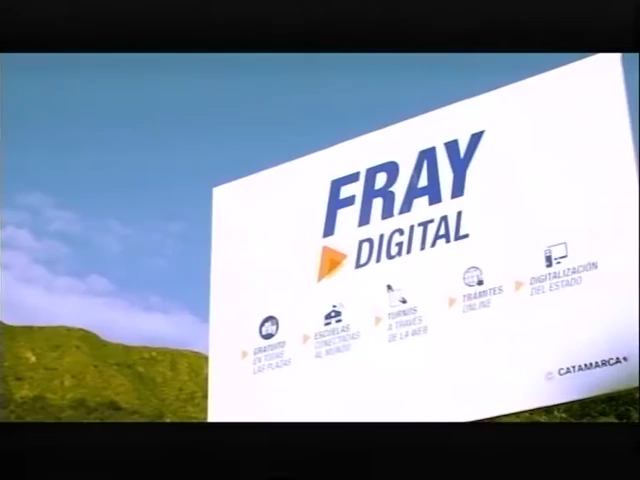 FRAY
DIGITAL
GRATUITO
EN TODAS
LAS PLAZAS
ESCUELAS
CONECTADAS
AL MUNDO
TURNOS
A TRAVÉS
DE LA WEB
TRÁMITES
ONLINE
DIGITALIZACIÓN
DEL ESTADO
CATAMARCA